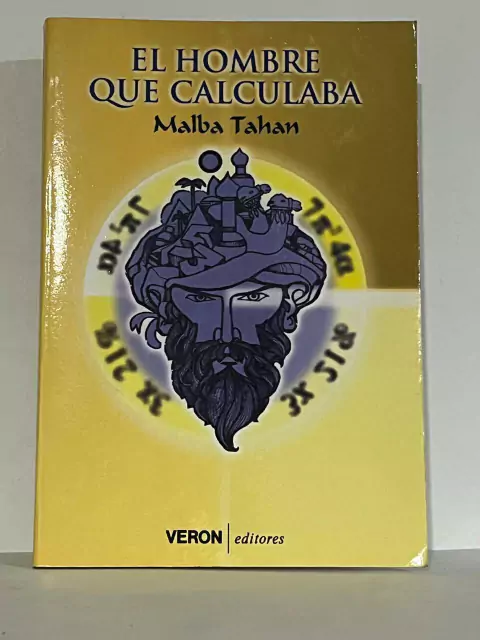 EL HOMBRE
QUE CALCULABA
Malba Tahan
VERON editores